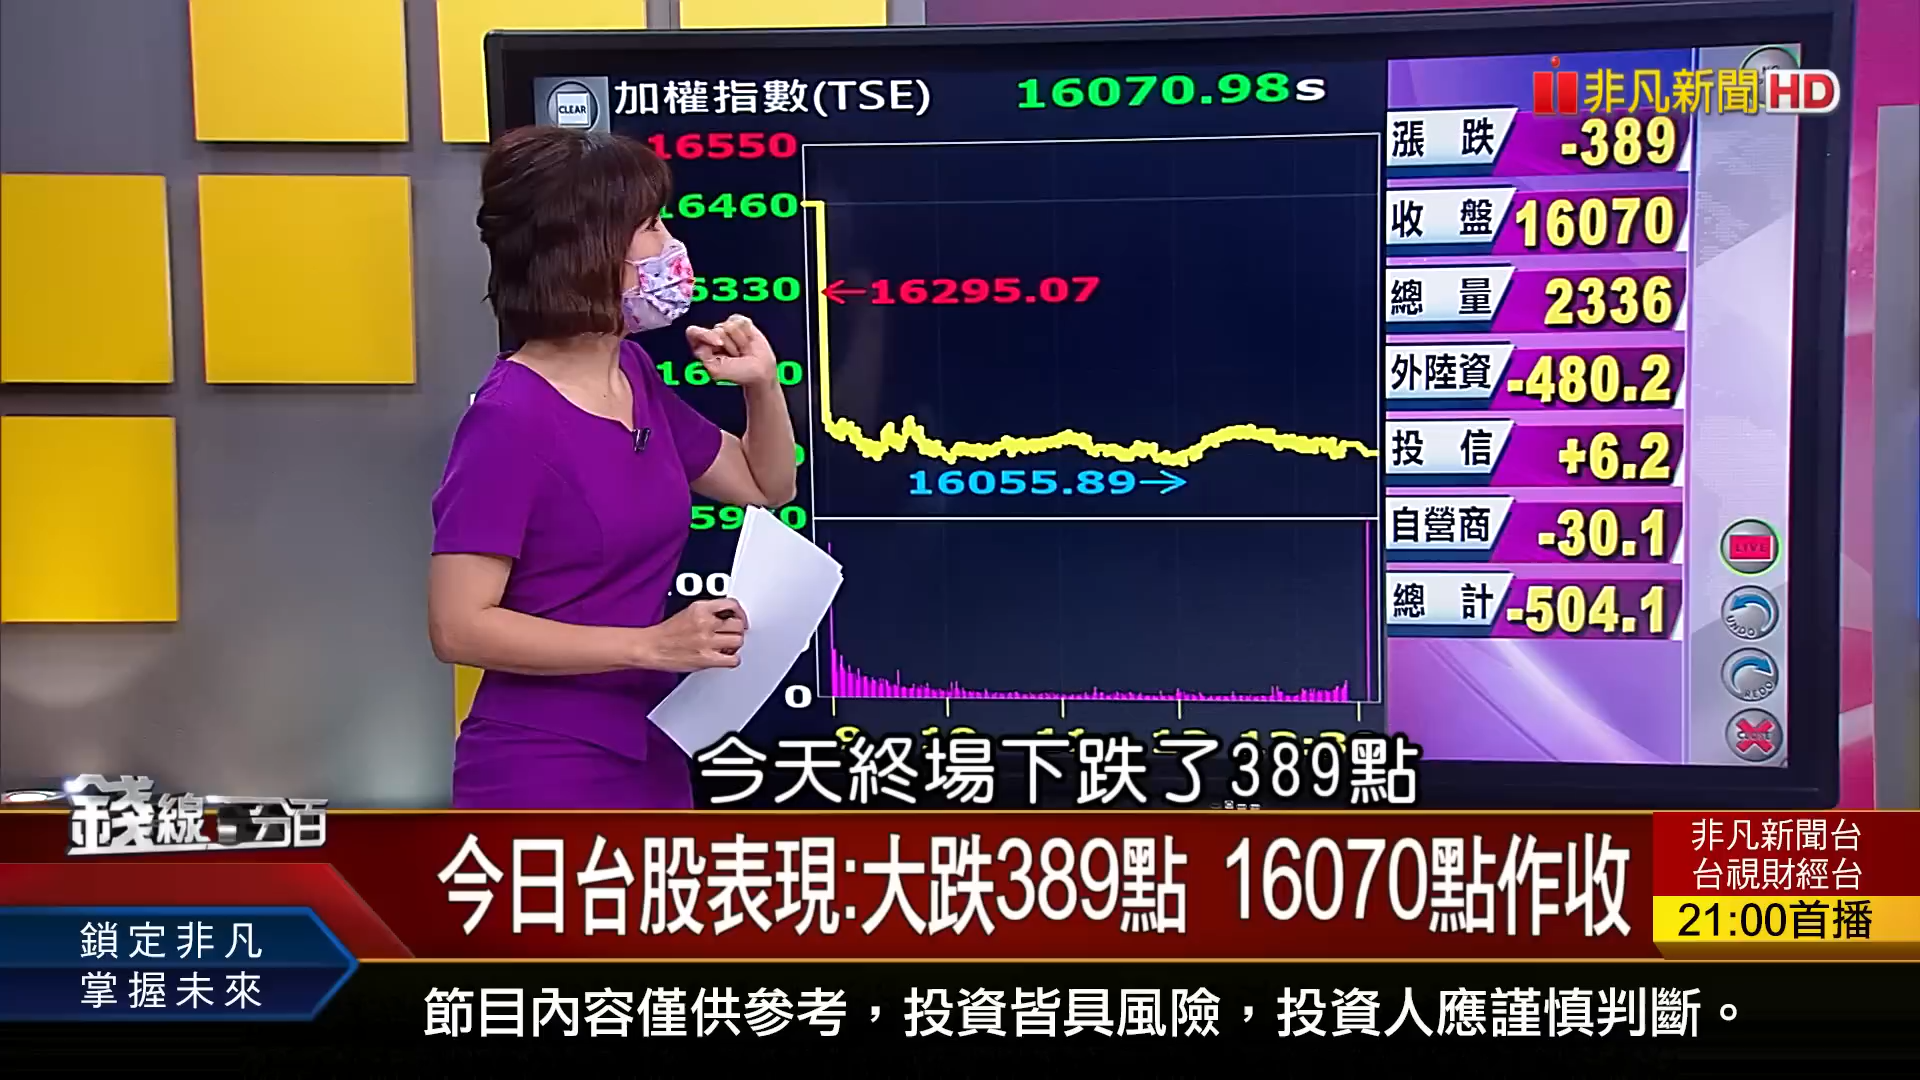 加權指數(TSE) 16070.98s
CLEAR
非凡新聞HD
16550
16460
16295.07
16055.89
0
漲跌 -389
收盤 16070
總量 2336
外陸資 -480.2
投信 +6.2
自營商 -30.1
總計 -504.1
LIVE
UNDO
REDO
CLOSE
今天終場下跌了389點
錢線百分百
今日台股表現:大跌389點 16070點作收
非凡新聞台
台視財經台
21:00首播
鎖定非凡
掌握未來
節目內容僅供參考，投資皆具風險，投資人應謹慎判斷。